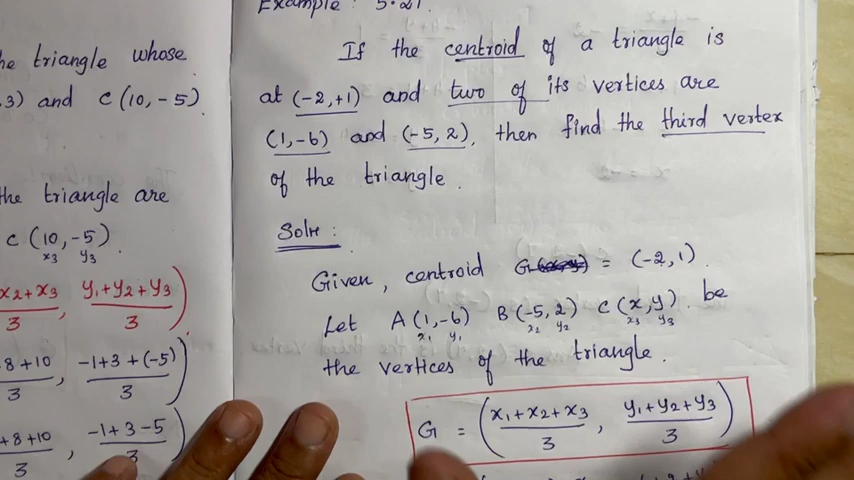 he triangle whose
3) and C (10, -5)
the triangle are
C (10, -5).
x3 y3
x2 + x3 / 3 , y1 + y2 + y3 / 3 )
8 + 10 / 3 , -1 + 3 + (-5) / 3 )
+ 8 + 10 / 3 , -1 + 3 - 5 / 3 )
Example : 5.21
If the centroid of a triangle is
at (-2, +1) and two of its vertices are
(1, -6) and (-5, 2), then find the third vertex
of the triangle.
Soln :
Given, centroid G = (-2, 1).
Let A (1, -6) B (-5, 2) C (x, y). be
x1 y1 x2 y2 x3 y3
the vertices of the triangle.
G = ( x1 + x2 + x3 / 3 , y1 + y2 + y3 / 3 )